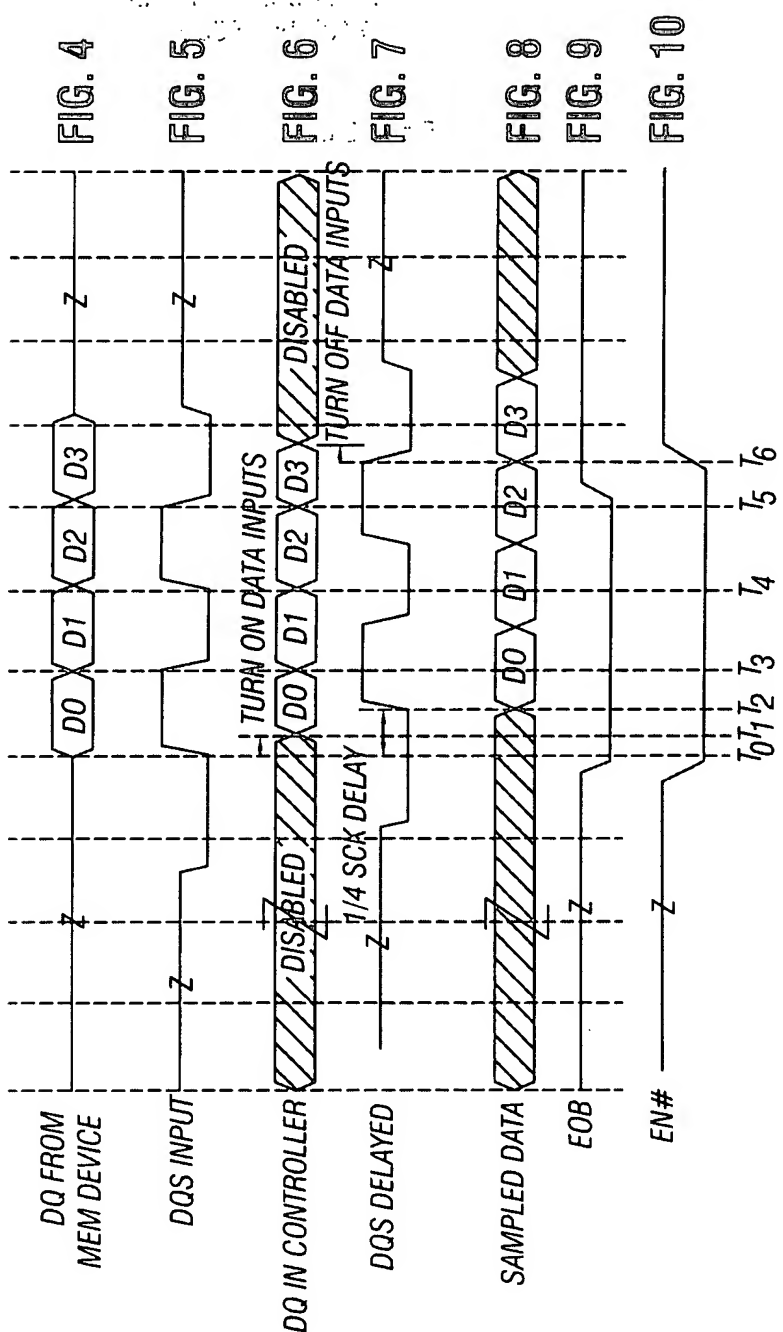 DQ FROM
MEM DEVICE
Z
D0 D1 D2 D3
Z
FIG. 4
DQS INPUT
Z
Z
FIG. 5
TURN ON DATA INPUTS
DQ IN CONTROLLER
DISABLED
D0 D1 D2 D3
DISABLED
FIG. 6
TURN OFF DATA INPUTS
1/4 SCK DELAY
DQS DELAYED
Z
Z
FIG. 7
SAMPLED DATA
D0 D1 D2 D3
FIG. 8
EOB
Z
FIG. 9
EN#
Z
FIG. 10
T0 T1 T2 T3 T4 T5 T6